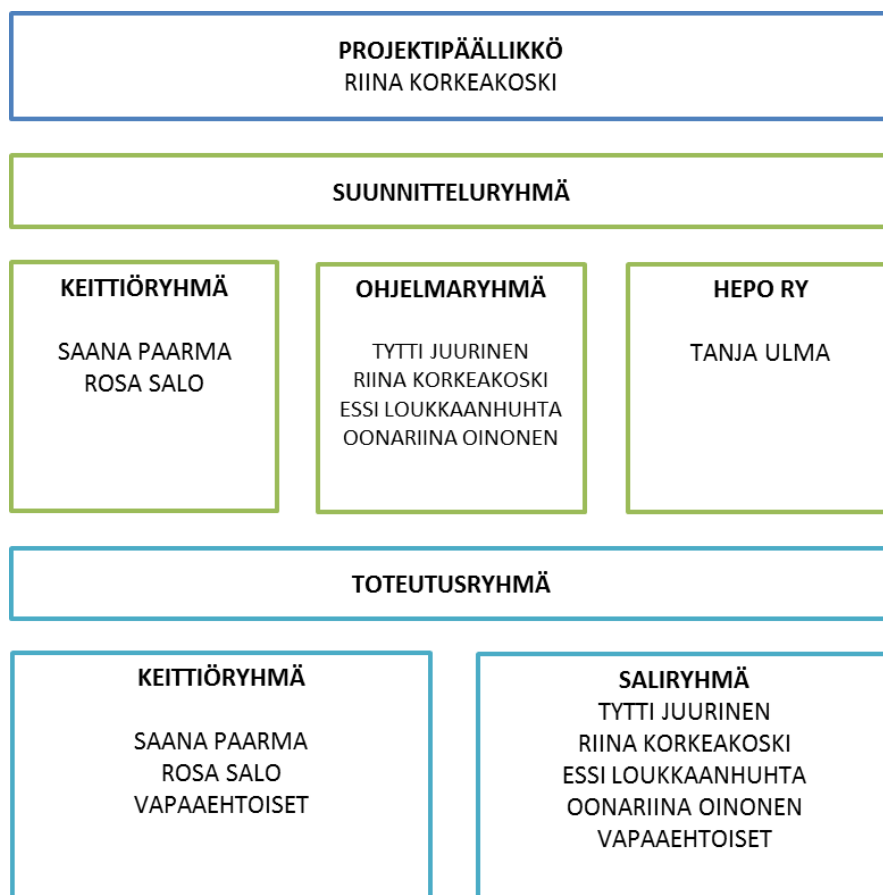 PROJEKTIPÄÄLLIKKÖ
RIINA KORKEAKOSKI
SUUNNITTELURYHMÄ
KEITTIÖRYHMÄ
SAANA PAARMA
ROSA SALO
OHJELMARYHMÄ
TYTTI JUURINEN
RIINA KORKEAKOSKI
ESSI LOUKKAANHUHTA
OONARIINA OINONEN
HEPO RY
TANJA ULMA
TOTEUTUSRYHMÄ
KEITTIÖRYHMÄ
SAANA PAARMA
ROSA SALO
VAPAAEHTOISET
SALIRYHMÄ
TYTTI JUURINEN
RIINA KORKEAKOSKI
ESSI LOUKKAANHUHTA
OONARIINA OINONEN
VAPAAEHTOISET